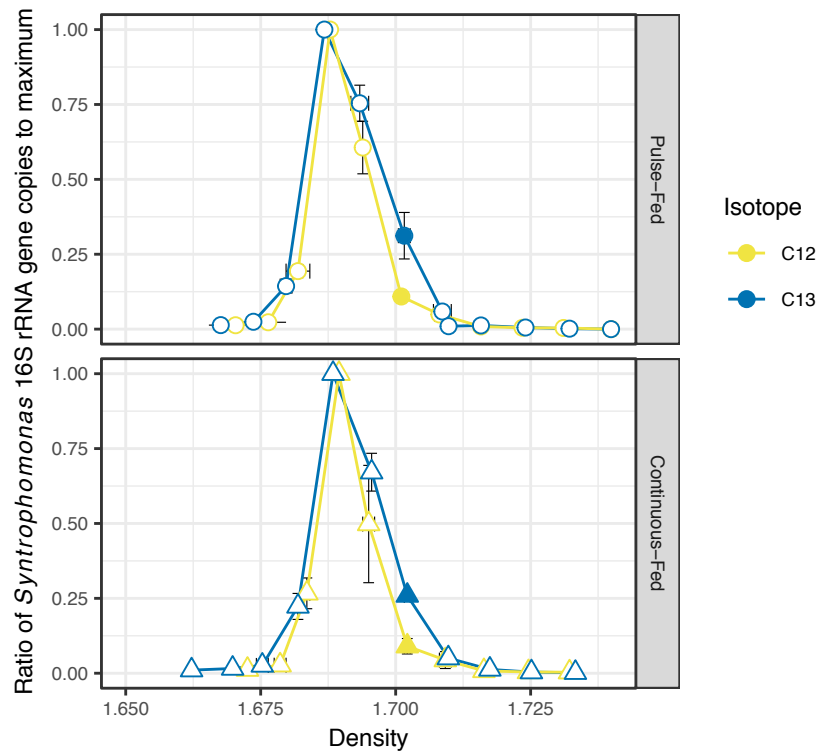 Ratio of Syntrophomonas 16S rRNA gene copies to maximum
1.00
0.75
0.50
0.25
0.00
Pulse−Fed
1.00
0.75
0.50
0.25
0.00
Continuous−Fed
1.650
1.675
1.700
1.725
Density
Isotope
C12
C13